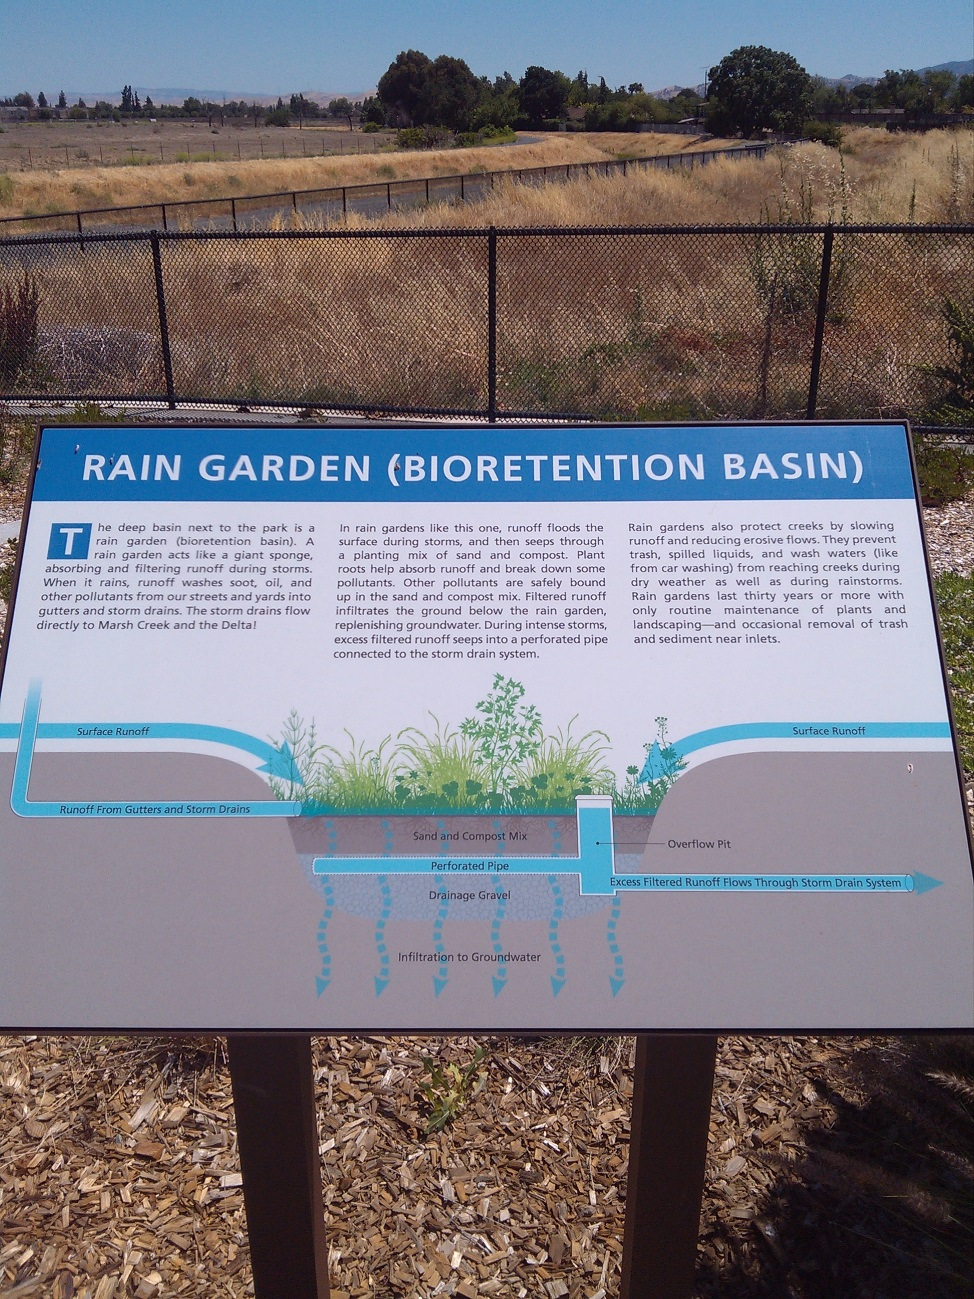 RAIN GARDEN (BIORETENTION BASIN)
The deep basin next to the park is a
rain garden (bioretention basin). A
rain garden acts like a giant sponge,
absorbing and filtering runoff during storms.
When it rains, runoff washes soot, oil, and
other pollutants from our streets and yards into
gutters and storm drains. The storm drains flow
directly to Marsh Creek and the Delta!
In rain gardens like this one, runoff floods the
surface during storms, and then seeps through
a planting mix of sand and compost. Plant
roots help absorb runoff and break down some
pollutants. Other pollutants are safely bound
up in the sand and compost mix. Filtered runoff
infiltrates the ground below the rain garden,
replenishing groundwater. During intense storms,
excess filtered runoff seeps into a perforated pipe
connected to the storm drain system.
Rain gardens also protect creeks by slowing
runoff and reducing erosive flows. They prevent
trash, spilled liquids, and wash waters (like
from car washing) from reaching creeks during
dry weather as well as during rainstorms.
Rain gardens last thirty years or more with
only routine maintenance of plants and
landscaping—and occasional removal of trash
and sediment near inlets.
Surface Runoff
Surface Runoff
Runoff From Gutters and Storm Drains
Sand and Compost Mix
Overflow Pit
Perforated Pipe
Excess Filtered Runoff Flows Through Storm Drain System
Drainage Gravel
Infiltration to Groundwater